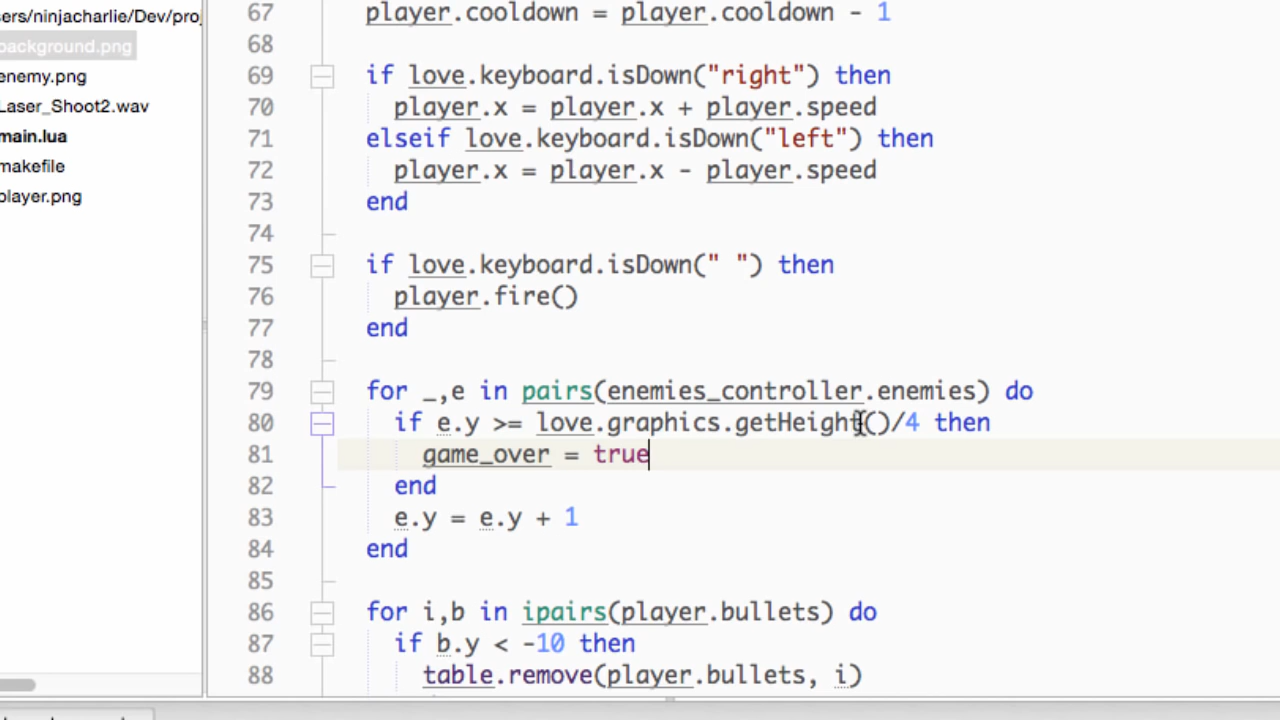 ers/ninjacharlie/Dev/proj
background.png
enemy.png
Laser_Shoot2.wav
main.lua
makefile
player.png
67 player.cooldown = player.cooldown - 1
68
69 if love.keyboard.isDown("right") then
70 player.x = player.x + player.speed
71 elseif love.keyboard.isDown("left") then
72 player.x = player.x - player.speed
73 end
74
75 if love.keyboard.isDown(" ") then
76 player.fire()
77 end
78
79 for _,e in pairs(enemies_controller.enemies) do
80 if e.y >= love.graphics.getHeight()/4 then
81 game_over = true
82 end
83 e.y = e.y + 1
84 end
85
86 for i,b in ipairs(player.bullets) do
87 if b.y < -10 then
88 table.remove(player.bullets, i)